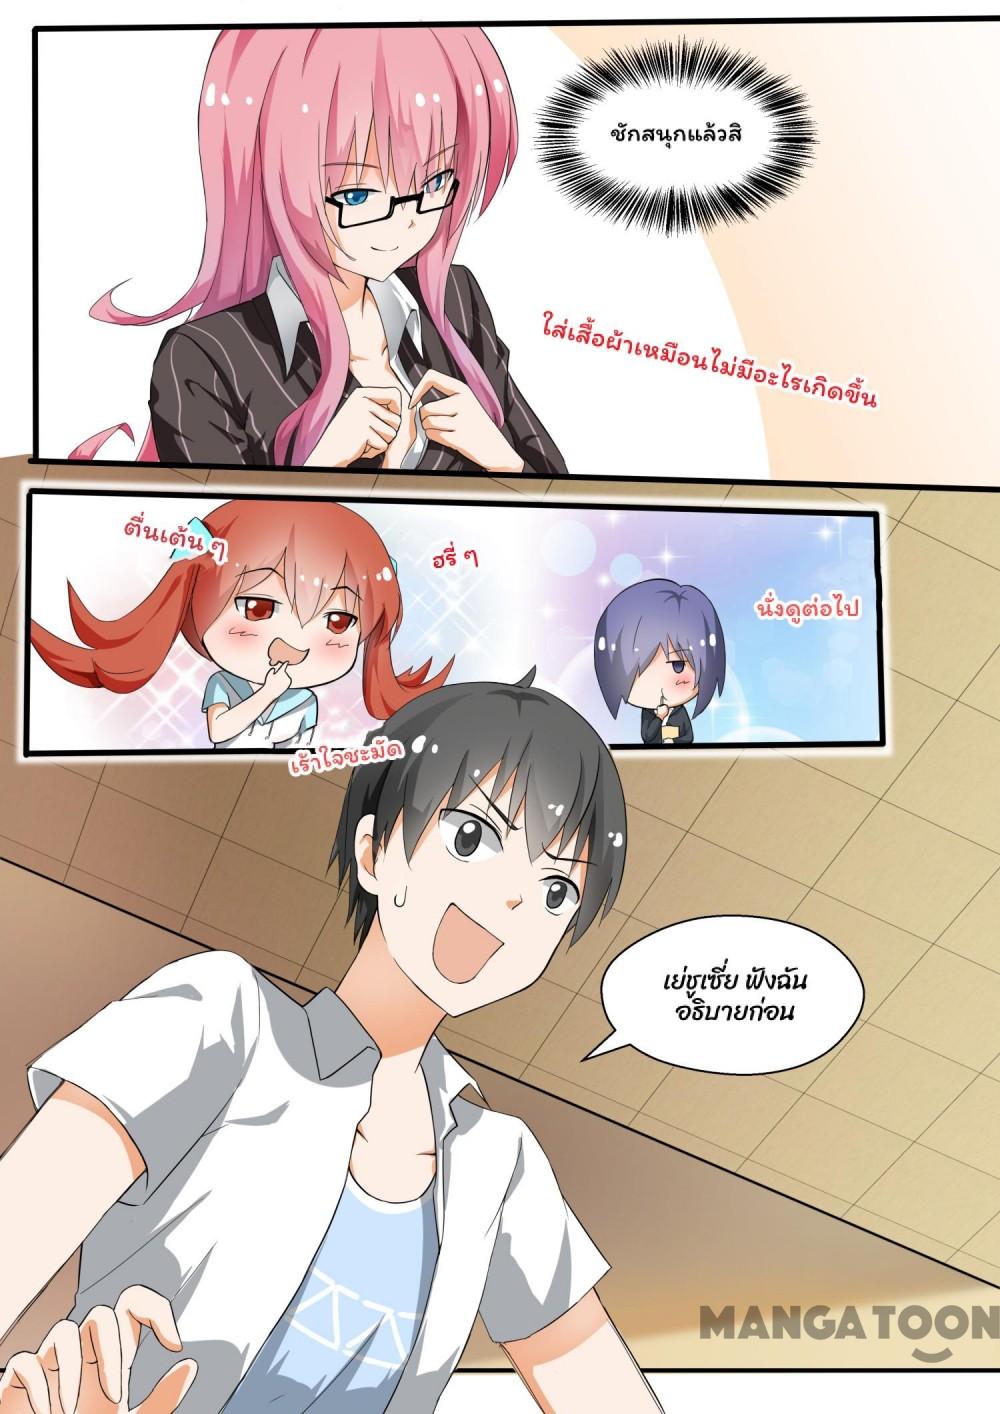 ชักสนุกแล้วสิ
ใส่เสื้อผ้าเหมือนไม่มีอะไรเกิดขึ้น
ตื่นเต้น ๆ
ฮรี่ ๆ
นั่งดูต่อไป
เร้าใจชะมัด
เย่ชูเซี่ย ฟังฉัน
อธิบายก่อน
MANGATOON